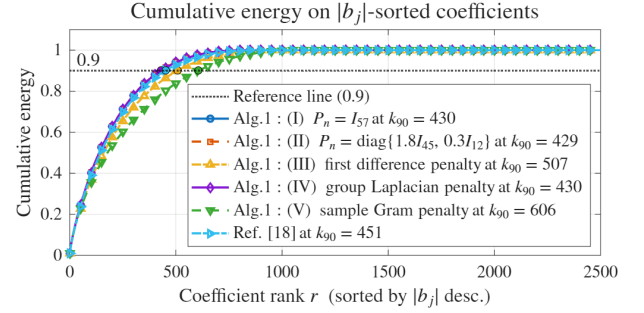 Cumulative energy on |b_j|-sorted coefficients
1
0.8
0.6
0.4
0.2
0
0.9
Cumulative energy
Reference line (0.9)
Alg.1 : (I) P_n = I_57 at k_90 = 430
Alg.1 : (II) P_n = diag{1.8I_45, 0.3I_12} at k_90 = 429
Alg.1 : (III) first difference penalty at k_90 = 507
Alg.1 : (IV) group Laplacian penalty at k_90 = 430
Alg.1 : (V) sample Gram penalty at k_90 = 606
Ref. [18] at k_90 = 451
0 500 1000 1500 2000 2500
Coefficient rank r (sorted by |b_j| desc.)